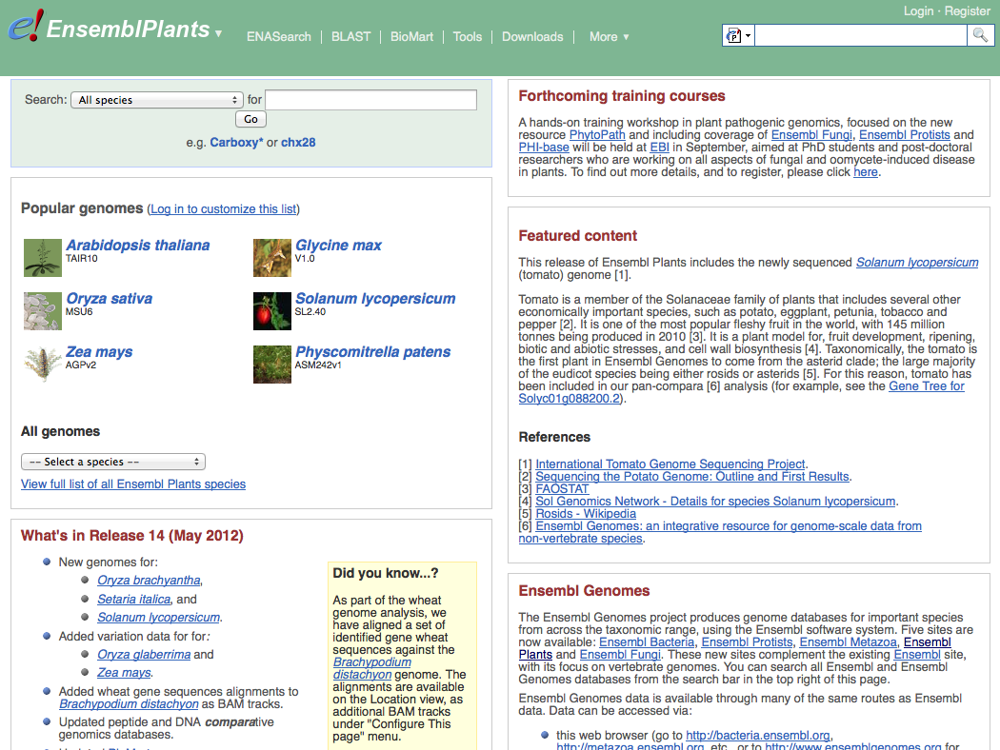 Login · Register
e! EnsemblPlants ▾
ENASearch | BLAST | BioMart | Tools | Downloads | More ▼
Search: All species for
Go
e.g. Carboxy* or chx28
Popular genomes (Log in to customize this list)
Arabidopsis thaliana
TAIR10
Glycine max
V1.0
Oryza sativa
MSU6
Solanum lycopersicum
SL2.40
Zea mays
AGPv2
Physcomitrella patens
ASM242v1
All genomes
-- Select a species --
View full list of all Ensembl Plants species
What's in Release 14 (May 2012)
New genomes for:
Oryza brachyantha,
Setaria italica, and
Solanum lycopersicum.
Added variation data for for:
Oryza glaberrima and
Zea mays.
Added wheat gene sequences alignments to
Brachypodium distachyon as BAM tracks.
Updated peptide and DNA comparative
genomics databases.
Did you know...?
As part of the wheat
genome analysis, we
have aligned a set of
identified gene wheat
sequences against the
Brachypodium
distachyon genome. The
alignments are available
on the Location view, as
additional BAM tracks
under "Configure This
page" menu.
Forthcoming training courses
A hands-on training workshop in plant pathogenic genomics, focused on the new
resource PhytoPath and including coverage of Ensembl Fungi, Ensembl Protists and
PHI-base will be held at EBI in September, aimed at PhD students and post-doctoral
researchers who are working on all aspects of fungal and oomycete-induced disease
in plants. To find out more details, and to register, please click here.
Featured content
This release of Ensembl Plants includes the newly sequenced Solanum lycopersicum
(tomato) genome [1].
Tomato is a member of the Solanaceae family of plants that includes several other
economically important species, such as potato, eggplant, petunia, tobacco and
pepper [2]. It is one of the most popular fleshy fruit in the world, with 145 million
tonnes being produced in 2010 [3]. It is a plant model for, fruit development, ripening,
biotic and abiotic stresses, and cell wall biosynthesis [4]. Taxonomically, the tomato is
the first plant in Ensembl Genomes to come from the asterid clade; the large majority
of the eudicot species being either rosids or asterids [5]. For this reason, tomato has
been included in our pan-compara [6] analysis (for example, see the Gene Tree for
Solyc01g088200.2).
References
[1] International Tomato Genome Sequencing Project.
[2] Sequencing the Potato Genome: Outline and First Results.
[3] FAOSTAT
[4] Sol Genomics Network - Details for species Solanum lycopersicum.
[5] Rosids - Wikipedia
[6] Ensembl Genomes: an integrative resource for genome-scale data from
non-vertebrate species.
Ensembl Genomes
The Ensembl Genomes project produces genome databases for important species
from across the taxonomic range, using the Ensembl software system. Five sites are
now available: Ensembl Bacteria, Ensembl Protists, Ensembl Metazoa, Ensembl
Plants and Ensembl Fungi. These new sites complement the existing Ensembl site,
with its focus on vertebrate genomes. You can search all Ensembl and Ensembl
Genomes databases from the search bar in the top right of this page.
Ensembl Genomes data is available through many of the same routes as Ensembl
data. Data can be accessed via:
this web browser (go to http://bacteria.ensembl.org,
http://metazoa.ensembl.org, etc., or to http://www.ensemblgenomes.org for